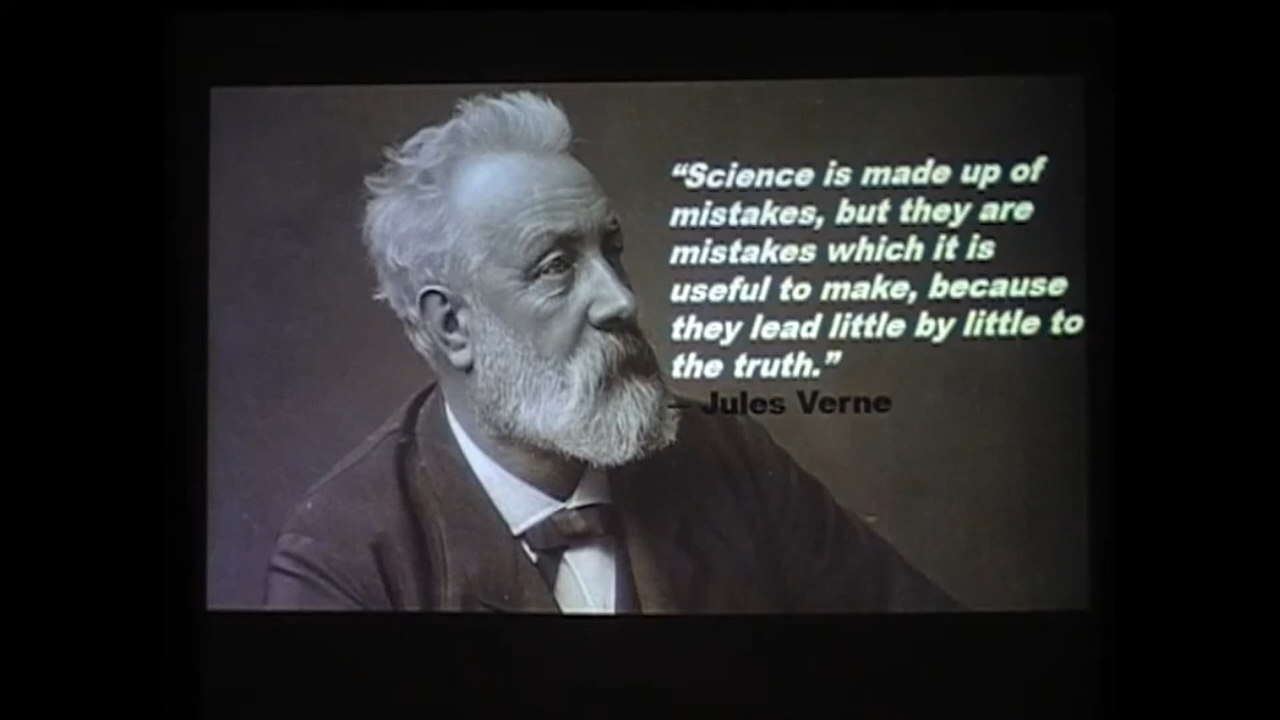 “Science is made up of
mistakes, but they are
mistakes which it is
useful to make, because
they lead little by little to
the truth.”
– Jules Verne